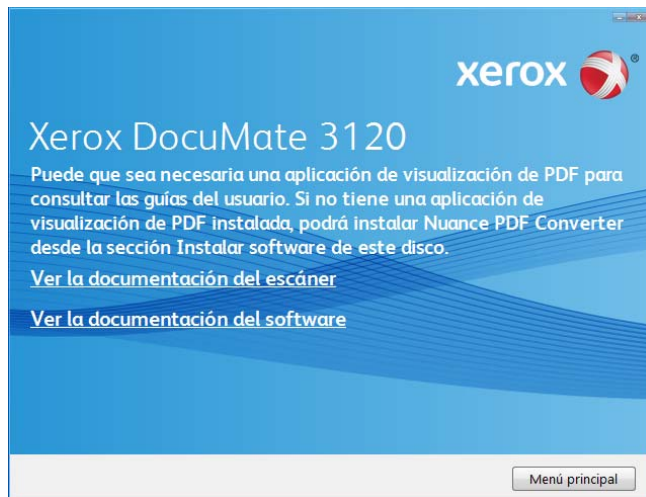 xerox
Xerox DocuMate 3120
Puede que sea necesaria una aplicación de visualización de PDF para
consultar las guías del usuario. Si no tiene una aplicación de
visualización de PDF instalada, podrá instalar Nuance PDF Converter
desde la sección Instalar software de este disco.
Ver la documentación del escáner
Ver la documentación del software
Menú principal